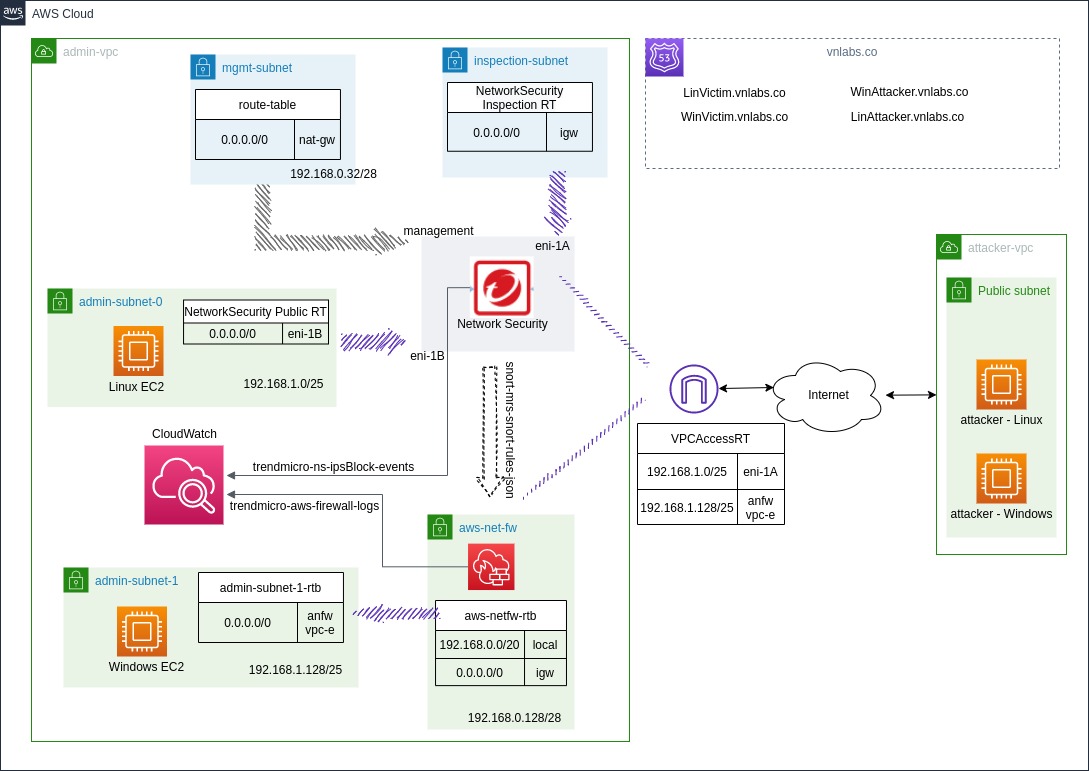 aws
AWS Cloud
admin-vpc
mgmt-subnet
route-table
0.0.0.0/0
nat-gw
192.168.0.32/28
inspection-subnet
NetworkSecurity
Inspection RT
0.0.0.0/0
igw
53
vnlabs.co
LinVictim.vnlabs.co
WinAttacker.vnlabs.co
WinVictim.vnlabs.co
LinAttacker.vnlabs.co
management
eni-1A
Network Security
eni-1B
admin-subnet-0
NetworkSecurity Public RT
0.0.0.0/0
eni-1B
Linux EC2
192.168.1.0/25
snort-mrs-snort-rules-json
CloudWatch
trendmicro-ns-ipsBlock-events
trendmicro-aws-firewall-logs
aws-net-fw
aws-netfw-rtb
192.168.0.0/20
local
0.0.0.0/0
igw
192.168.0.128/28
admin-subnet-1
admin-subnet-1-rtb
0.0.0.0/0
anfw
vpc-e
Windows EC2
192.168.1.128/25
VPCAccessRT
192.168.1.0/25
eni-1A
192.168.1.128/25
anfw
vpc-e
Internet
attacker-vpc
Public subnet
attacker - Linux
attacker - Windows